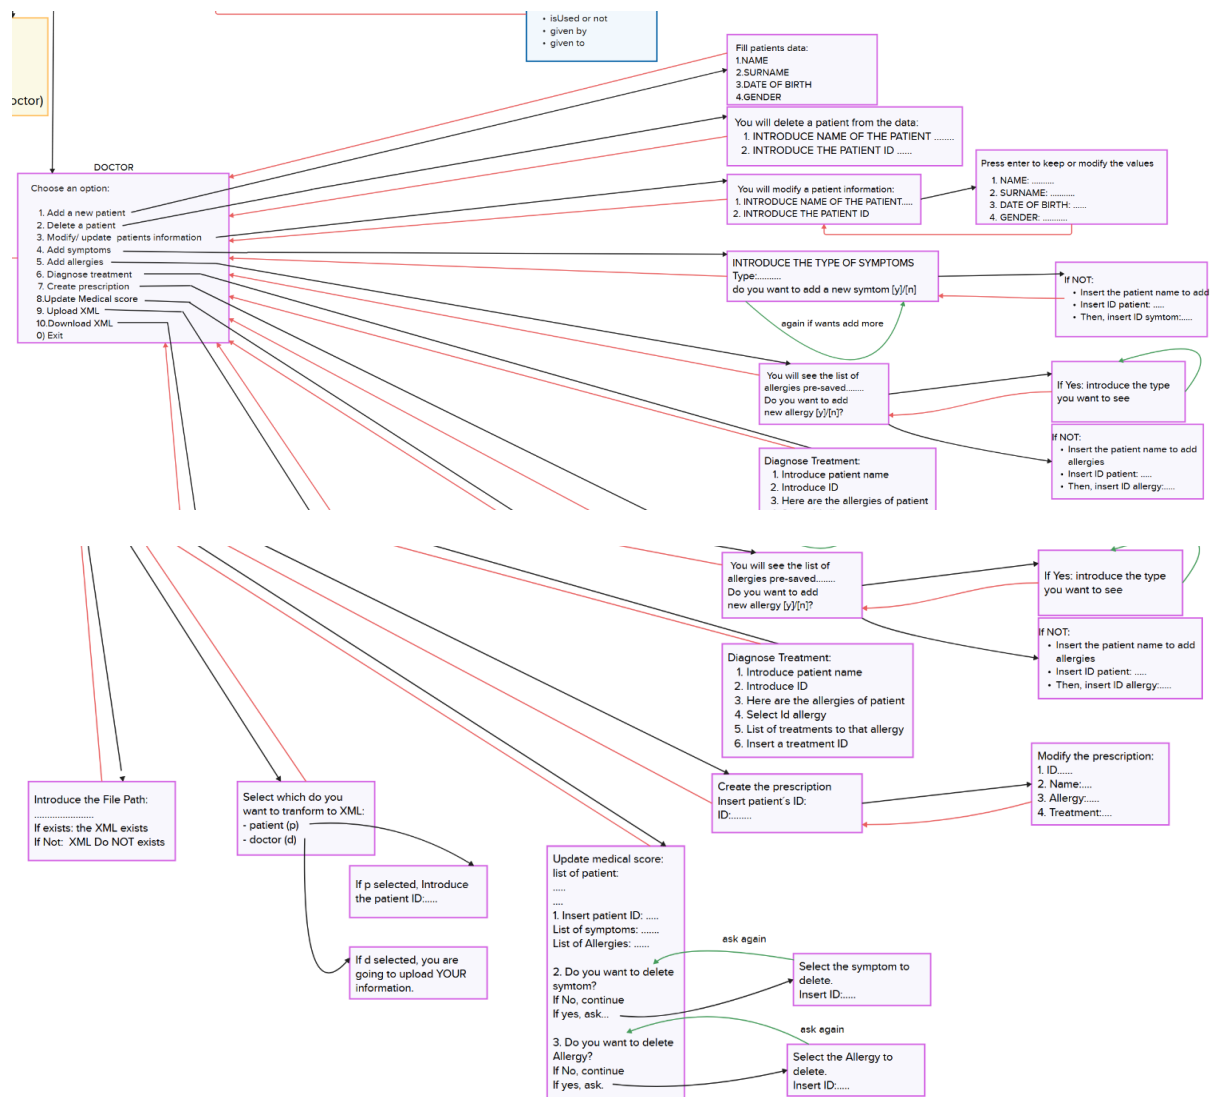 • isUsed or not
• given by
• given to
octor)
Fill patients data:
1.NAME
2.SURNAME
3.DATE OF BIRTH
4.GENDER
You will delete a patient from the data:
1. INTRODUCE NAME OF THE PATIENT ........
2. INTRODUCE THE PATIENT ID ......
You will modify a patient information:
1. INTRODUCE NAME OF THE PATIENT.....
2. INTRODUCE THE PATIENT ID
Press enter to keep or modify the values
1. NAME: ..........
2. SURNAME: ...........
3. DATE OF BIRTH: ......
4. GENDER: ...........
DOCTOR
Choose an option:
1. Add a new patient
2. Delete a patient
3. Modify/ update patients information
4. Add symptoms
5. Add allergies
6. Diagnose treatment
7. Create prescription
8.Update Medical score
9. Upload XML
10.Download XML
0) Exit
INTRODUCE THE TYPE OF SYMPTOMS
Type:..........
do you want to add a new symtom [y]/[n]
again if wants add more
If NOT:
• Insert the patient name to add
• Insert ID patient: .....
• Then, insert ID symtom:.....
You will see the list of
allergies pre-saved........
Do you want to add
new allergy [y]/[n]?
If Yes: introduce the type
you want to see
If NOT:
• Insert the patient name to add
allergies
• Insert ID patient: .....
• Then, insert ID allergy:.....
Diagnose Treatment:
1. Introduce patient name
2. Introduce ID
3. Here are the allergies of patient
You will see the list of
allergies pre-saved........
Do you want to add
new allergy [y]/[n]?
If Yes: introduce the type
you want to see
If NOT:
• Insert the patient name to add
allergies
• Insert ID patient: .....
• Then, insert ID allergy:.....
Diagnose Treatment:
1. Introduce patient name
2. Introduce ID
3. Here are the allergies of patient
4. Select Id allergy
5. List of treatments to that allergy
6. Insert a treatment ID
Create the prescription
Insert patient´s ID:
ID:........
Modify the prescription:
1. ID......
2. Name:....
3. Allergy:.....
4. Treatment:....
Introduce the File Path:
.......................
If exists: the XML exists
If Not: XML Do NOT exists
Select which do you
want to tranform to XML:
- patient (p)
- doctor (d)
If p selected, Introduce
the patient ID:.....
If d selected, you are
going to upload YOUR
information.
Update medical score:
list of patient:
.....
....
1. Insert patient ID: .....
List of symptoms: .......
List of Allergies: ......
2. Do you want to delete
symtom?
If No, continue
If yes, ask...
3. Do you want to delete
Allergy?
If No, continue
If yes, ask.
ask again
Select the symptom to
delete.
Insert ID:.....
ask again
Select the Allergy to
delete.
Insert ID:.....